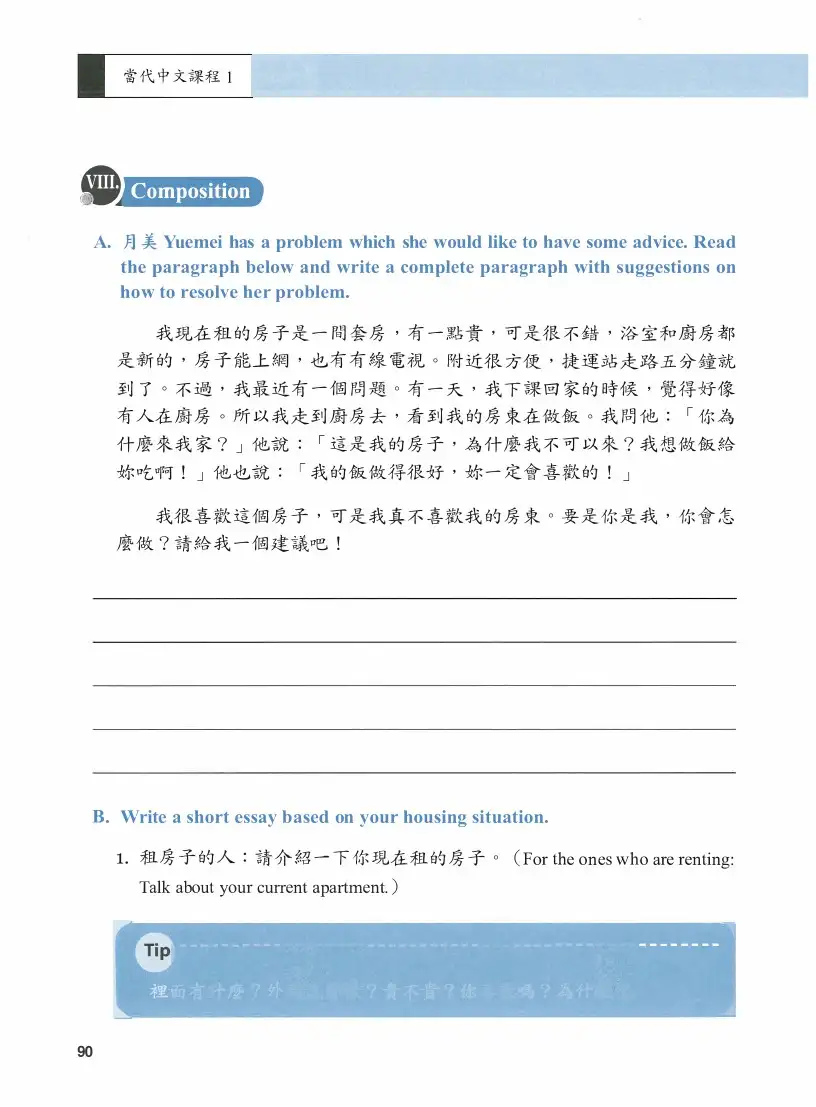 當代中文課程 1
VIII. Composition
A. 月美 Yuemei has a problem which she would like to have some advice. Read
the paragraph below and write a complete paragraph with suggestions on
how to resolve her problem.
我現在租的房子是一間套房，有一點貴，可是很不錯，浴室和廚房都
是新的，房子能上網，也有有線電視。附近很方便，捷運站走路五分鐘就
到了。不過，我最近有一個問題。有一天，我下課回家的時候，覺得好像
有人在廚房。所以我走到廚房去，看到我的房東在做飯。我問他：「你為
什麼來我家？」他說：「這是我的房子，為什麼我不可以來？我想做飯給
妳吃啊！」他也說：「我的飯做得很好，妳一定會喜歡的！」
我很喜歡這個房子，可是我真不喜歡我的房東。要是你是我，你會怎
麼做？請給我一個建議吧！
B. Write a short essay based on your housing situation.
1. 租房子的人：請介紹一下你現在租的房子。（For the ones who are renting:
Talk about your current apartment.）
Tip
裡面有什麼？外？貴不貴？你嗎？為什
90